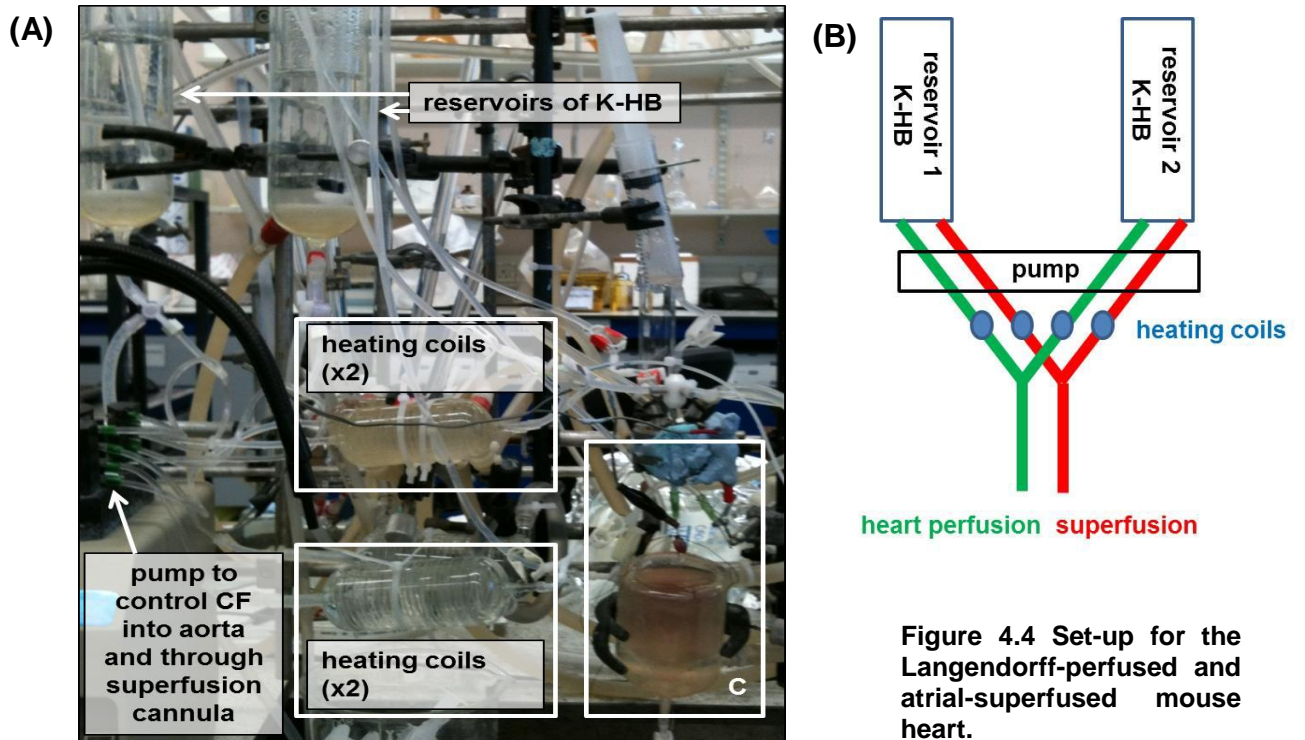 (A)
reservoirs of K-HB
heating coils
(x2)
pump to
control CF
into aorta
and through
superfusion
cannula
heating coils
(x2)
C
(B)
reservoir 1
K-HB
reservoir 2
K-HB
pump
heating coils
heart perfusion superfusion
Figure 4.4 Set-up for the
Langendorff-perfused and
atrial-superfused mouse
heart.